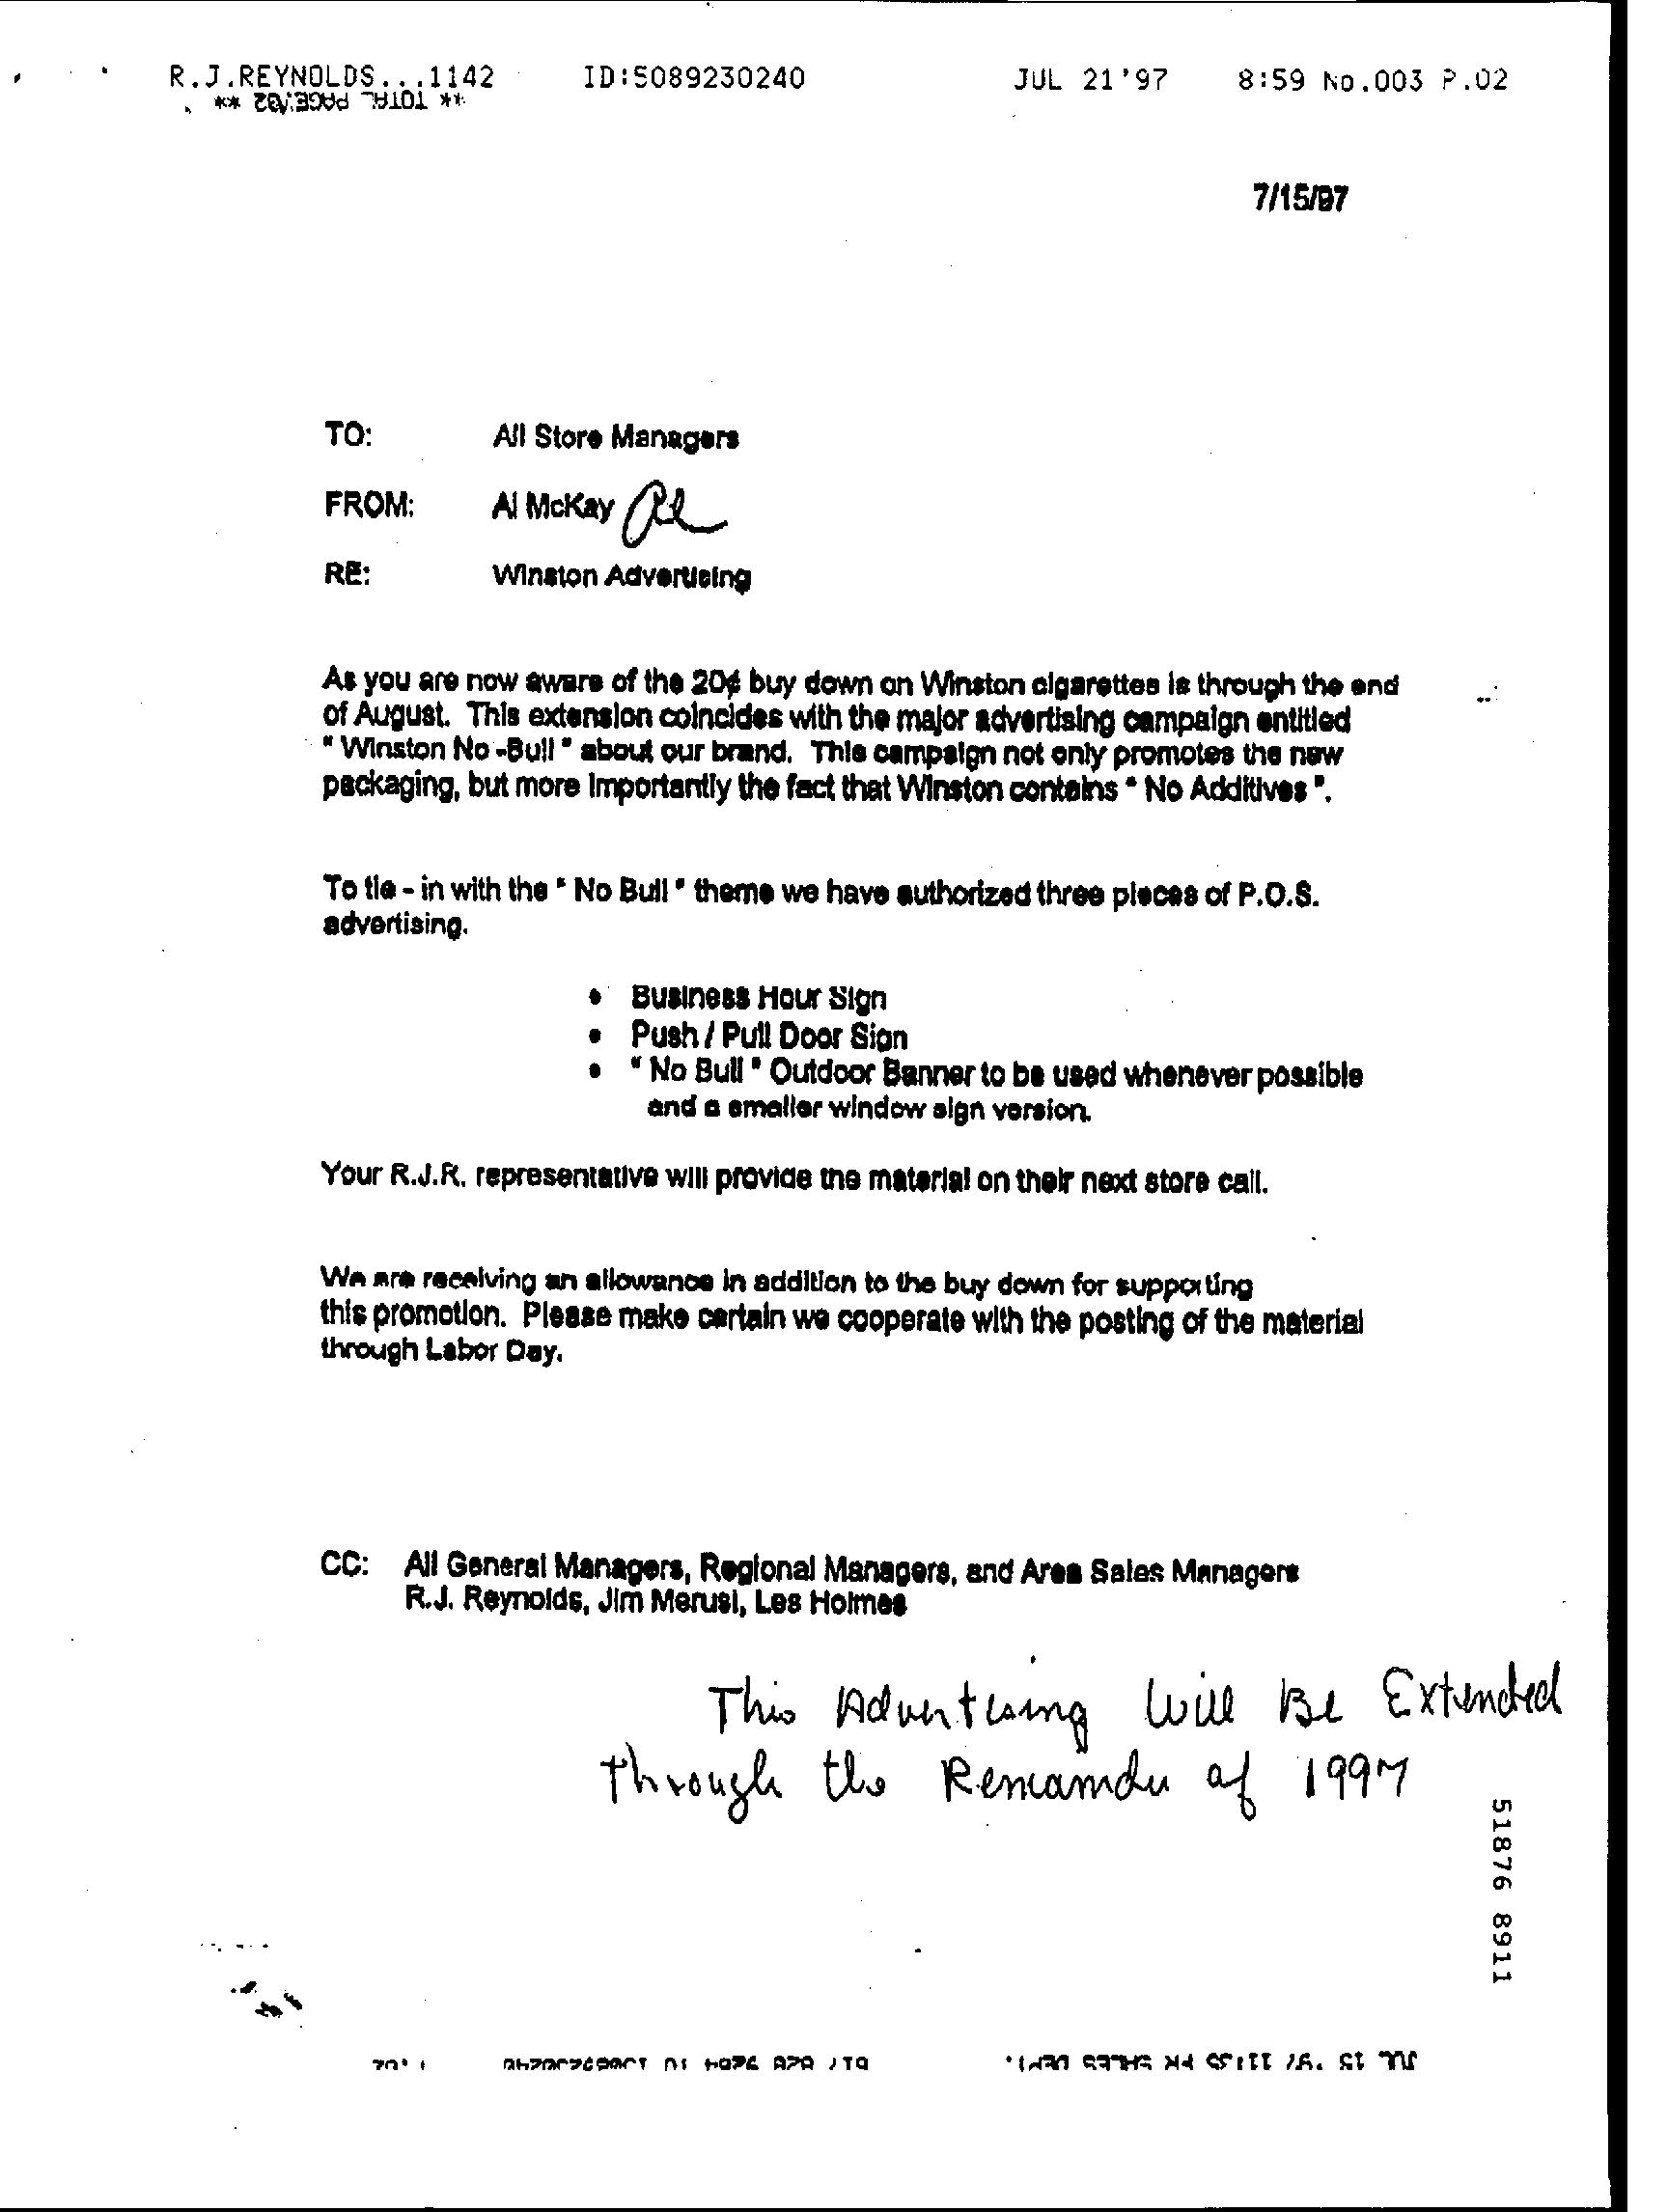 R.J.REYNOLDS...1142 ID:5089230240 JUL 21'97 8:59 No.003 P.02
** TOTAL PAGE.002 **
7/15/97
TO: All Store Managers
FROM: Al McKay
RE: Winston Advertising
As you are now aware of the 20¢ buy down on Winston cigarettes is through the end
of August. This extension coincides with the major advertising campaign entitled
" Winston No -Bull " about our brand. This campaign not only promotes the new
packaging, but more importantly the fact that Winston contains " No Additives ".
To tie - in with the " No Bull " theme we have authorized three pieces of P.O.S.
advertising.
• Business Hour Sign
• Push / Pull Door Sign
• " No Bull " Outdoor Banner to be used whenever possible
and a smaller window sign version.
Your R.J.R. representative will provide the material on their next store call.
We are receiving an allowance in addition to the buy down for supporting
this promotion. Please make certain we cooperate with the posting of the material
through Labor Day.
CC: All General Managers, Regional Managers, and Area Sales Managers
R.J. Reynolds, Jim Merusi, Les Holmes
This Advertising Will Be Extended
Through the Remainder of 1997
51876 8911
JUL 15 '97 11:35 FR SALES DEPT.